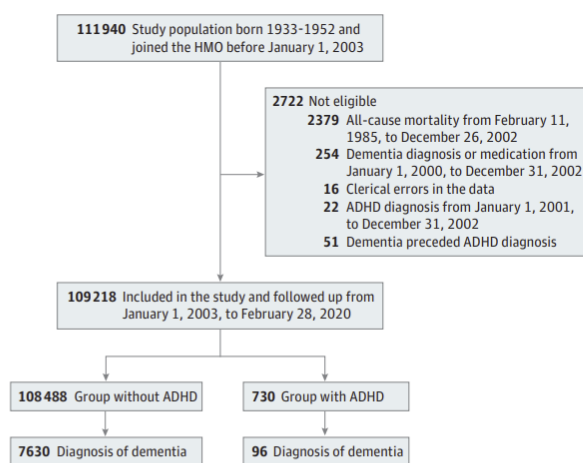 111940 Study population born 1933-1952 and
joined the HMO before January 1, 2003
2722 Not eligible
2379 All-cause mortality from February 11,
1985, to December 26, 2002
254 Dementia diagnosis or medication from
January 1, 2000, to December 31, 2002
16 Clerical errors in the data
22 ADHD diagnosis from January 1, 2001,
to December 31, 2002
51 Dementia preceded ADHD diagnosis
109218 Included in the study and followed up from
January 1, 2003, to February 28, 2020
108488 Group without ADHD
730 Group with ADHD
7630 Diagnosis of dementia
96 Diagnosis of dementia